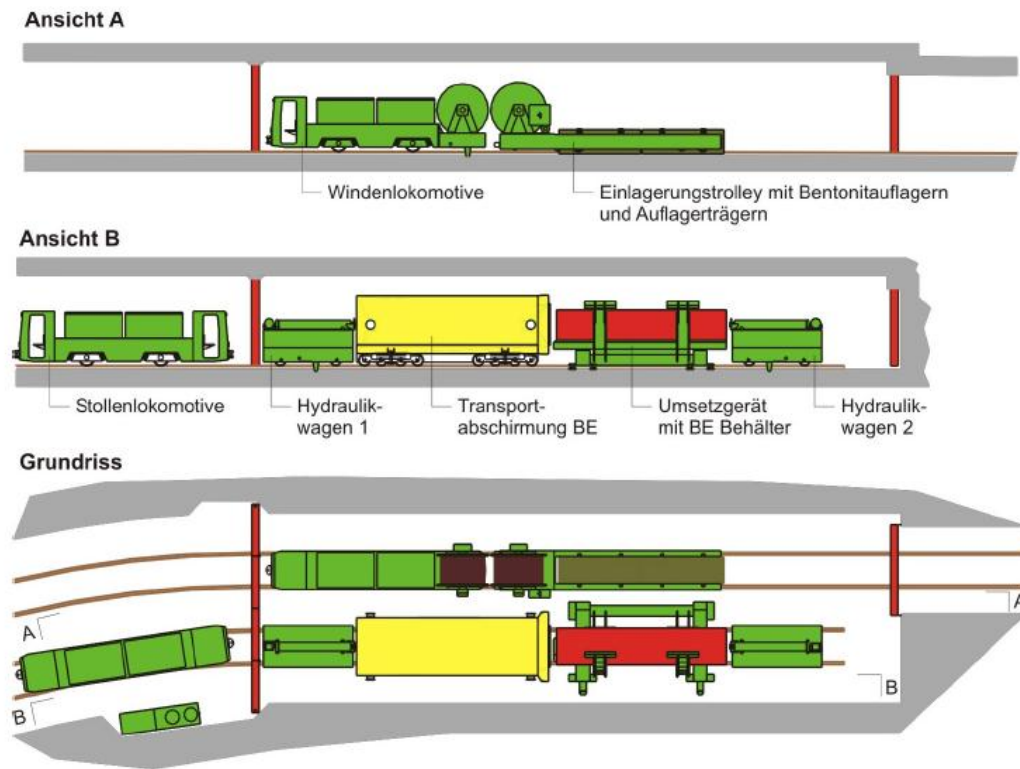 Ansicht A
Windenlokomotive
Einlagerungstrolley mit Bentonitauflagern
und Auflagerträgern
Ansicht B
Stollenlokomotive
Hydraulik-
wagen 1
Transport-
abschirmung BE
Umsetzgerät
mit BE Behälter
Hydraulik-
wagen 2
Grundriss
A
A
B
B